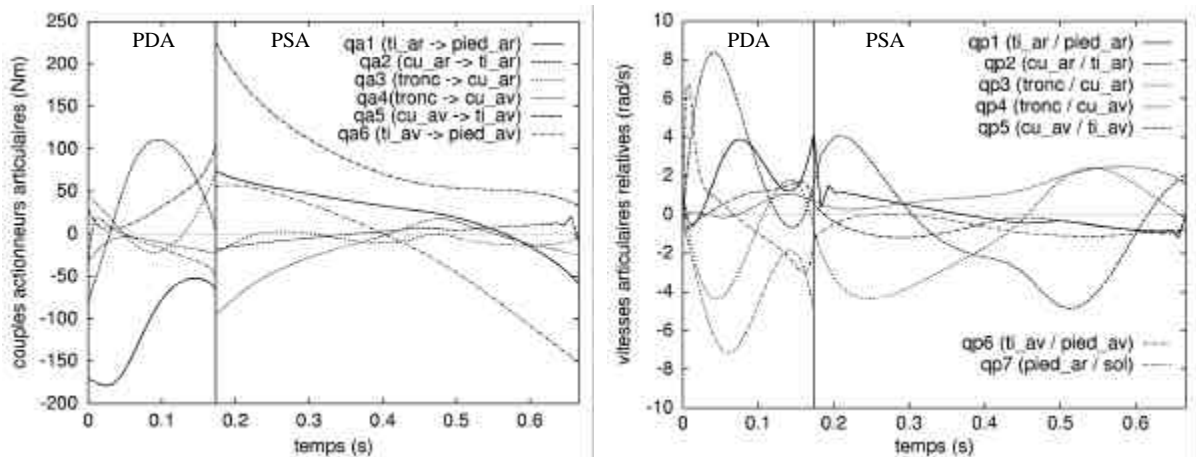 couples actionneurs articulaires (Nm)
250
200
150
100
50
0
-50
-100
-150
-200
PDA
PSA
qa1 (ti_ar -> pied_ar)
qa2 (cu_ar -> ti_ar)
qa3 (tronc -> cu_ar)
qa4(tronc -> cu_av)
qa5 (cu_av -> ti_av)
qa6 (ti_av -> pied_av)
0 0.1 0.2 0.3 0.4 0.5 0.6
temps (s)
vitesses articulaires relatives (rad/s)
10
8
6
4
2
0
-2
-4
-6
-8
-10
PDA
PSA
qp1 (ti_ar / pied_ar)
qp2 (cu_ar / ti_ar)
qp3 (tronc / cu_ar)
qp4 (tronc / cu_av)
qp5 (cu_av / ti_av)
qp6 (ti_av / pied_av)
qp7 (pied_ar / sol)
0 0.1 0.2 0.3 0.4 0.5 0.6
temps (s)